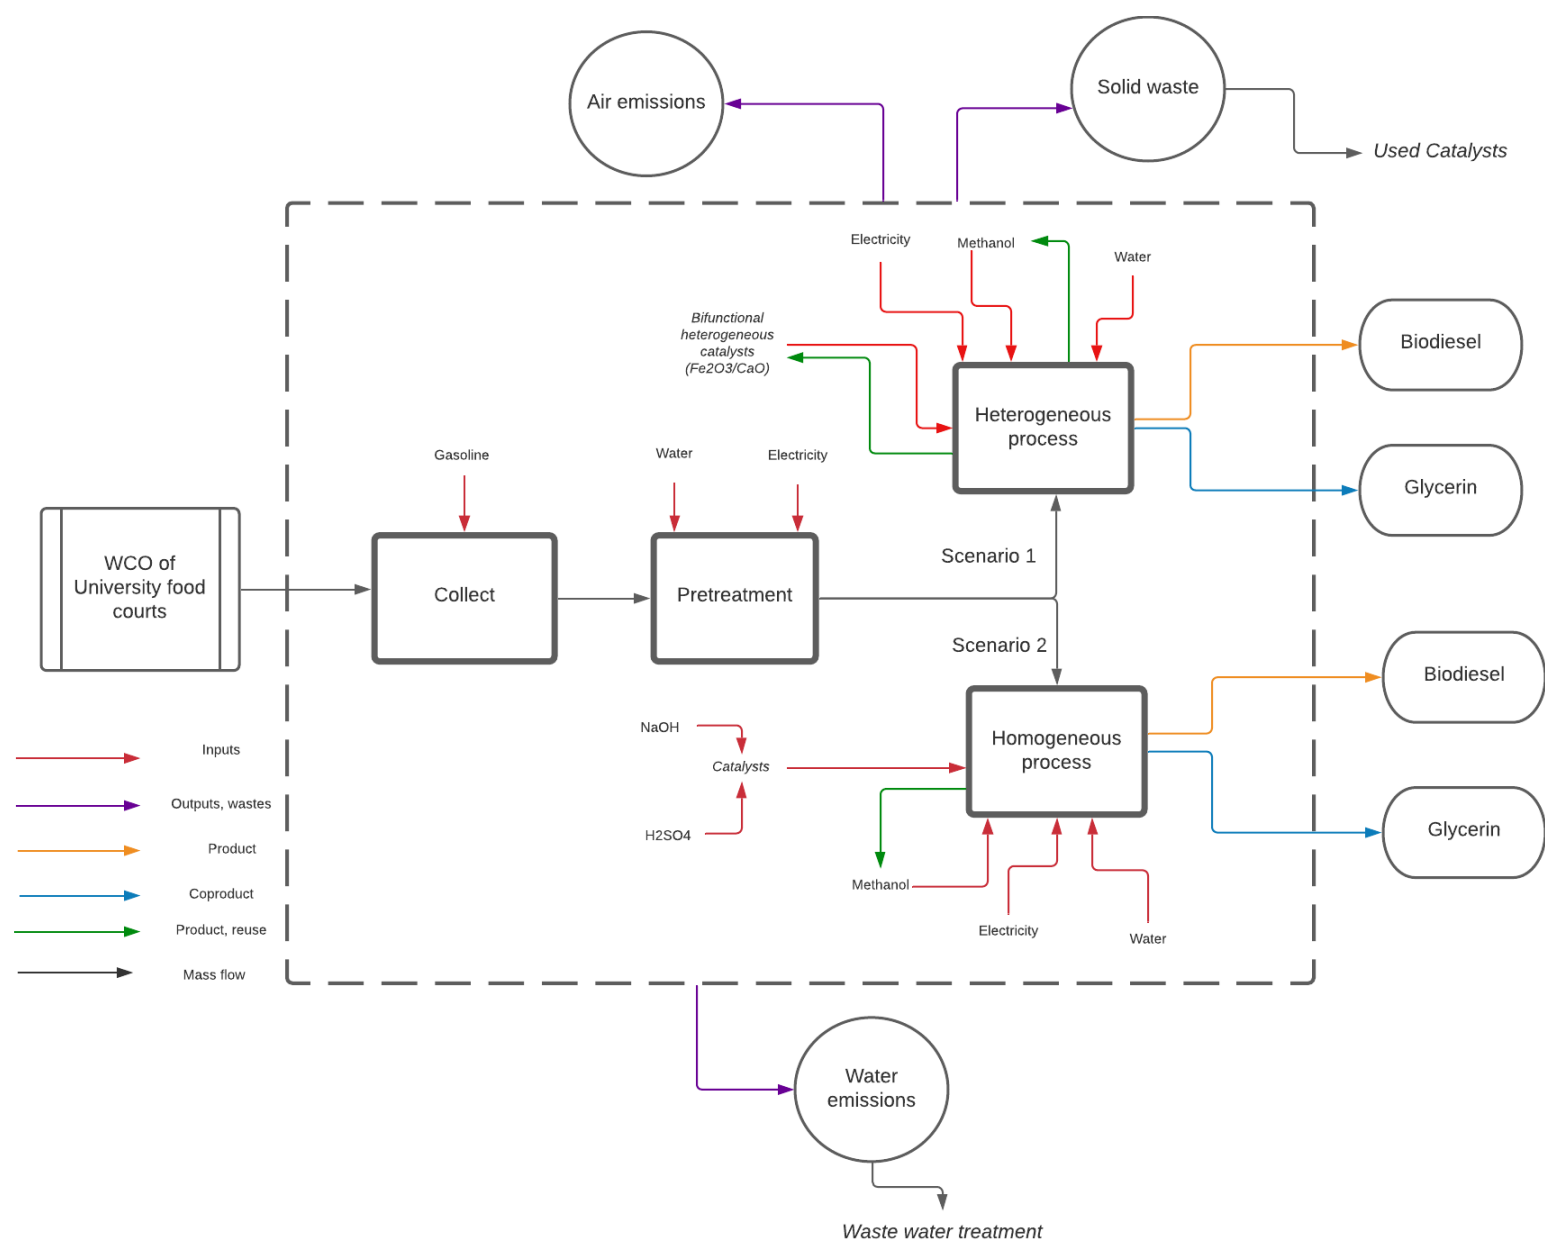 Air emissions
Solid waste
Used Catalysts
Electricity
Methanol
Water
Bifunctional
heterogeneous
catalysts
(Fe2O3/CaO)
Heterogeneous
process
Biodiesel
Glycerin
Gasoline
Water
Electricity
WCO of
University food
courts
Collect
Pretreatment
Scenario 1
Scenario 2
NaOH
Catalysts
H2SO4
Homogeneous
process
Biodiesel
Glycerin
Methanol
Electricity
Water
Inputs
Outputs, wastes
Product
Coproduct
Product, reuse
Mass flow
Water
emissions
Waste water treatment